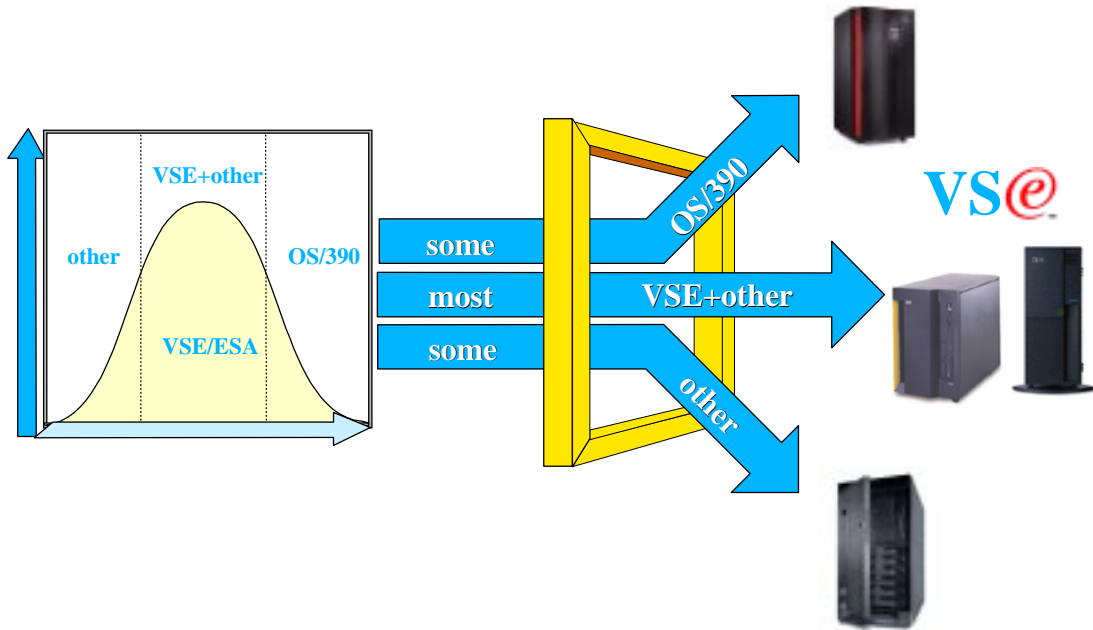 VSE+other
other
OS/390
VSE/ESA
some
most
some
OS/390
VSE+other
other
VSe